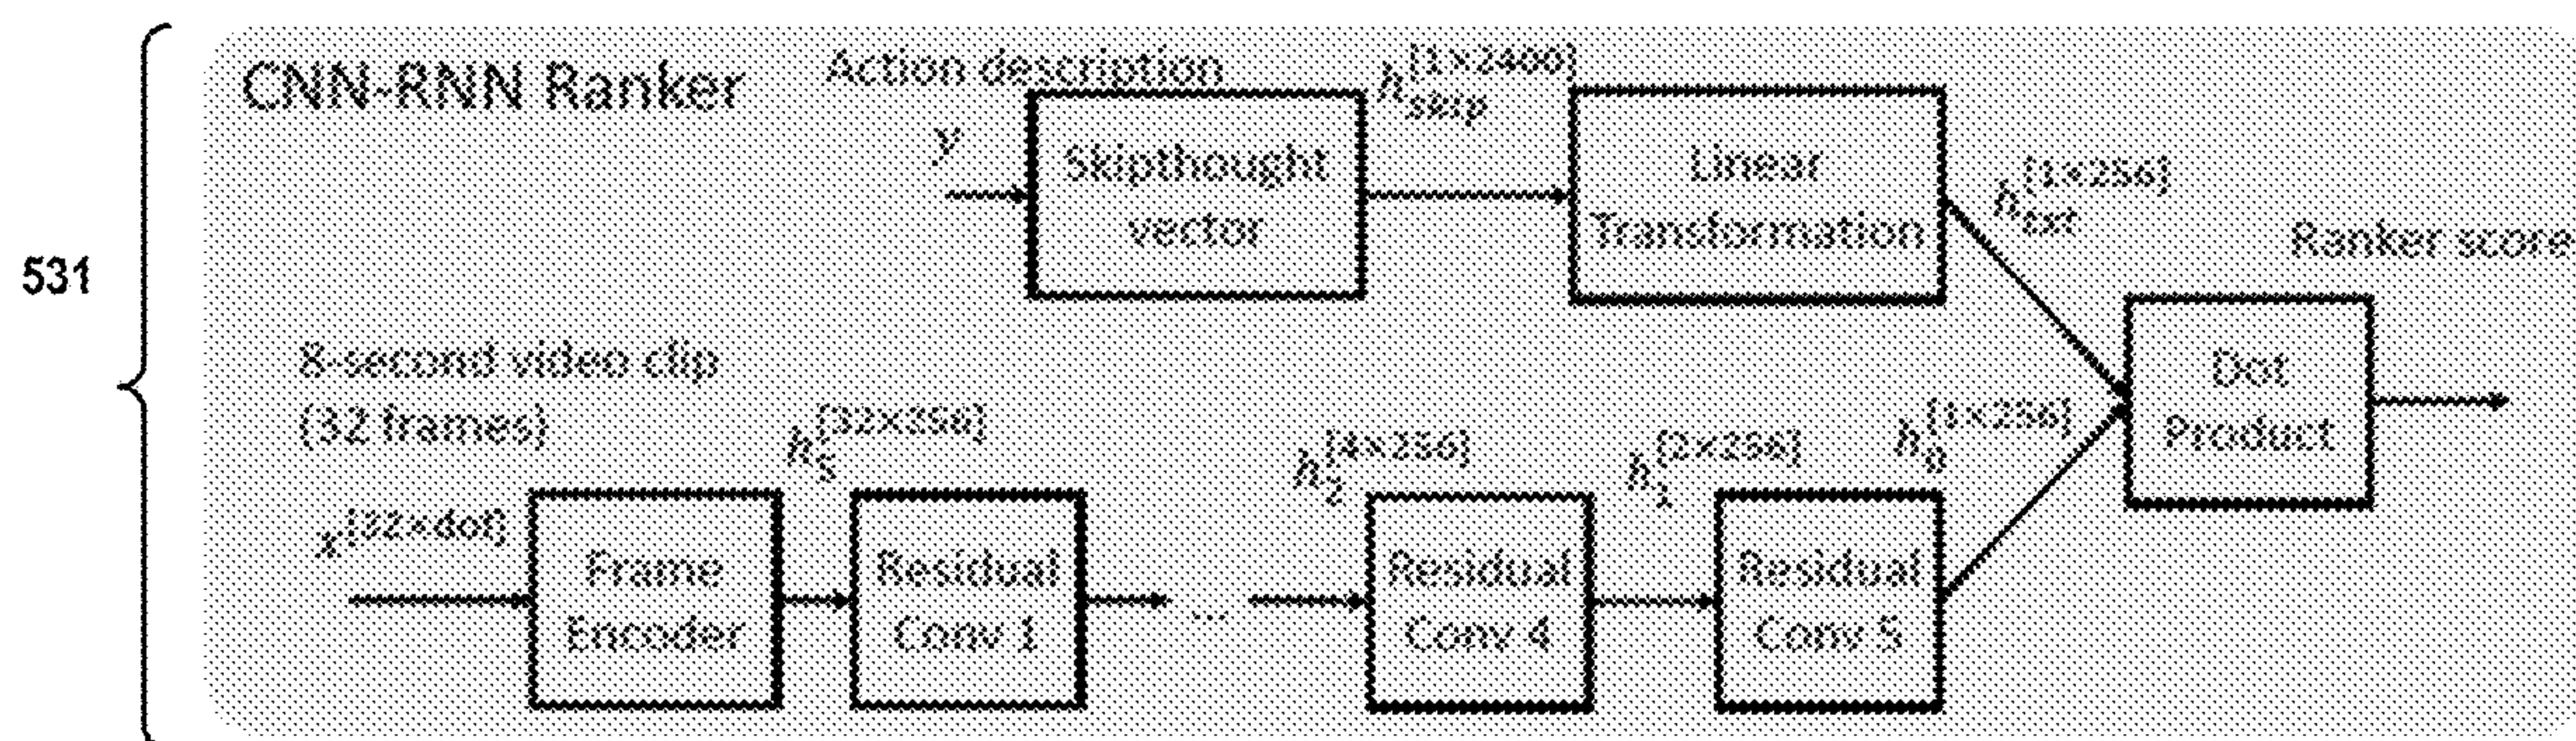 CNN-RNN Ranker
Action description
y
Skipthought
vector
h_skip^[1×2400]
Linear
Transformation
h_txt^[1×256]
Ranker score
531
8-second video clip
(32 frames)
x^[32×dof]
Frame
Encoder
h_5^[32×256]
Residual
Conv 1
...
h_2^[4×256]
Residual
Conv 4
h_1^[2×256]
Residual
Conv 5
h_0^[1×256]
Dot
Product